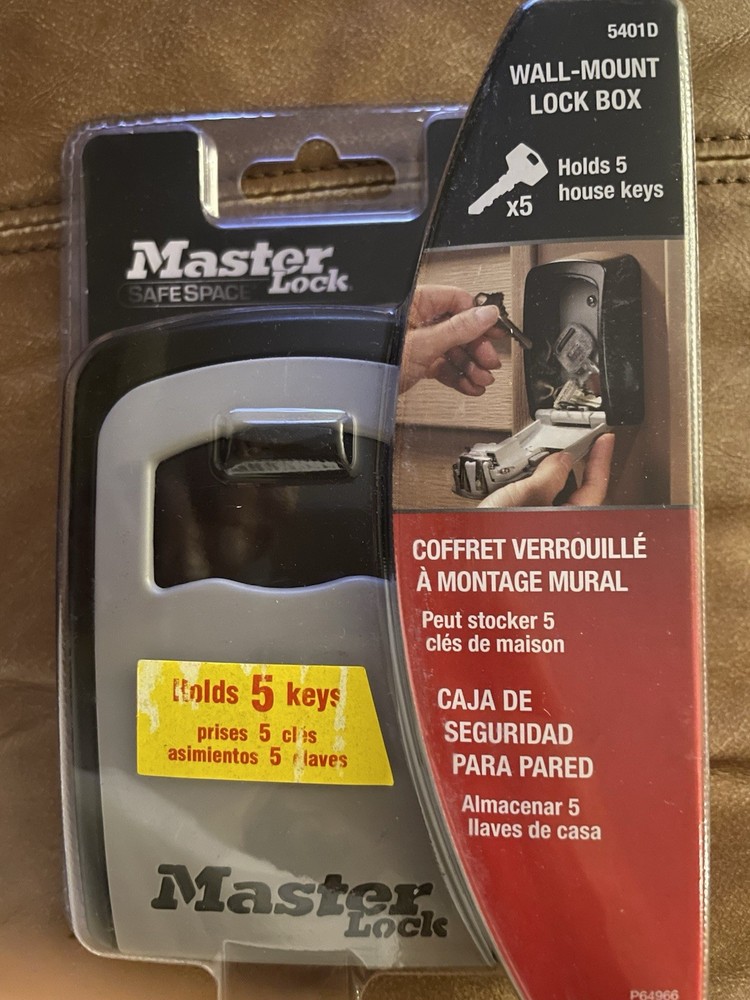 5401D
WALL-MOUNT
LOCK BOX
x5
Holds 5
house keys
Master
Lock
SAFESPACE
COFFRET VERROUILLÉ
À MONTAGE MURAL
Peut stocker 5
clés de maison
CAJA DE
SEGURIDAD
PARA PARED
Almacenar 5
llaves de casa
Holds 5 keys
prises 5 clés
asimientos 5 llaves
Master
Lock
P64966